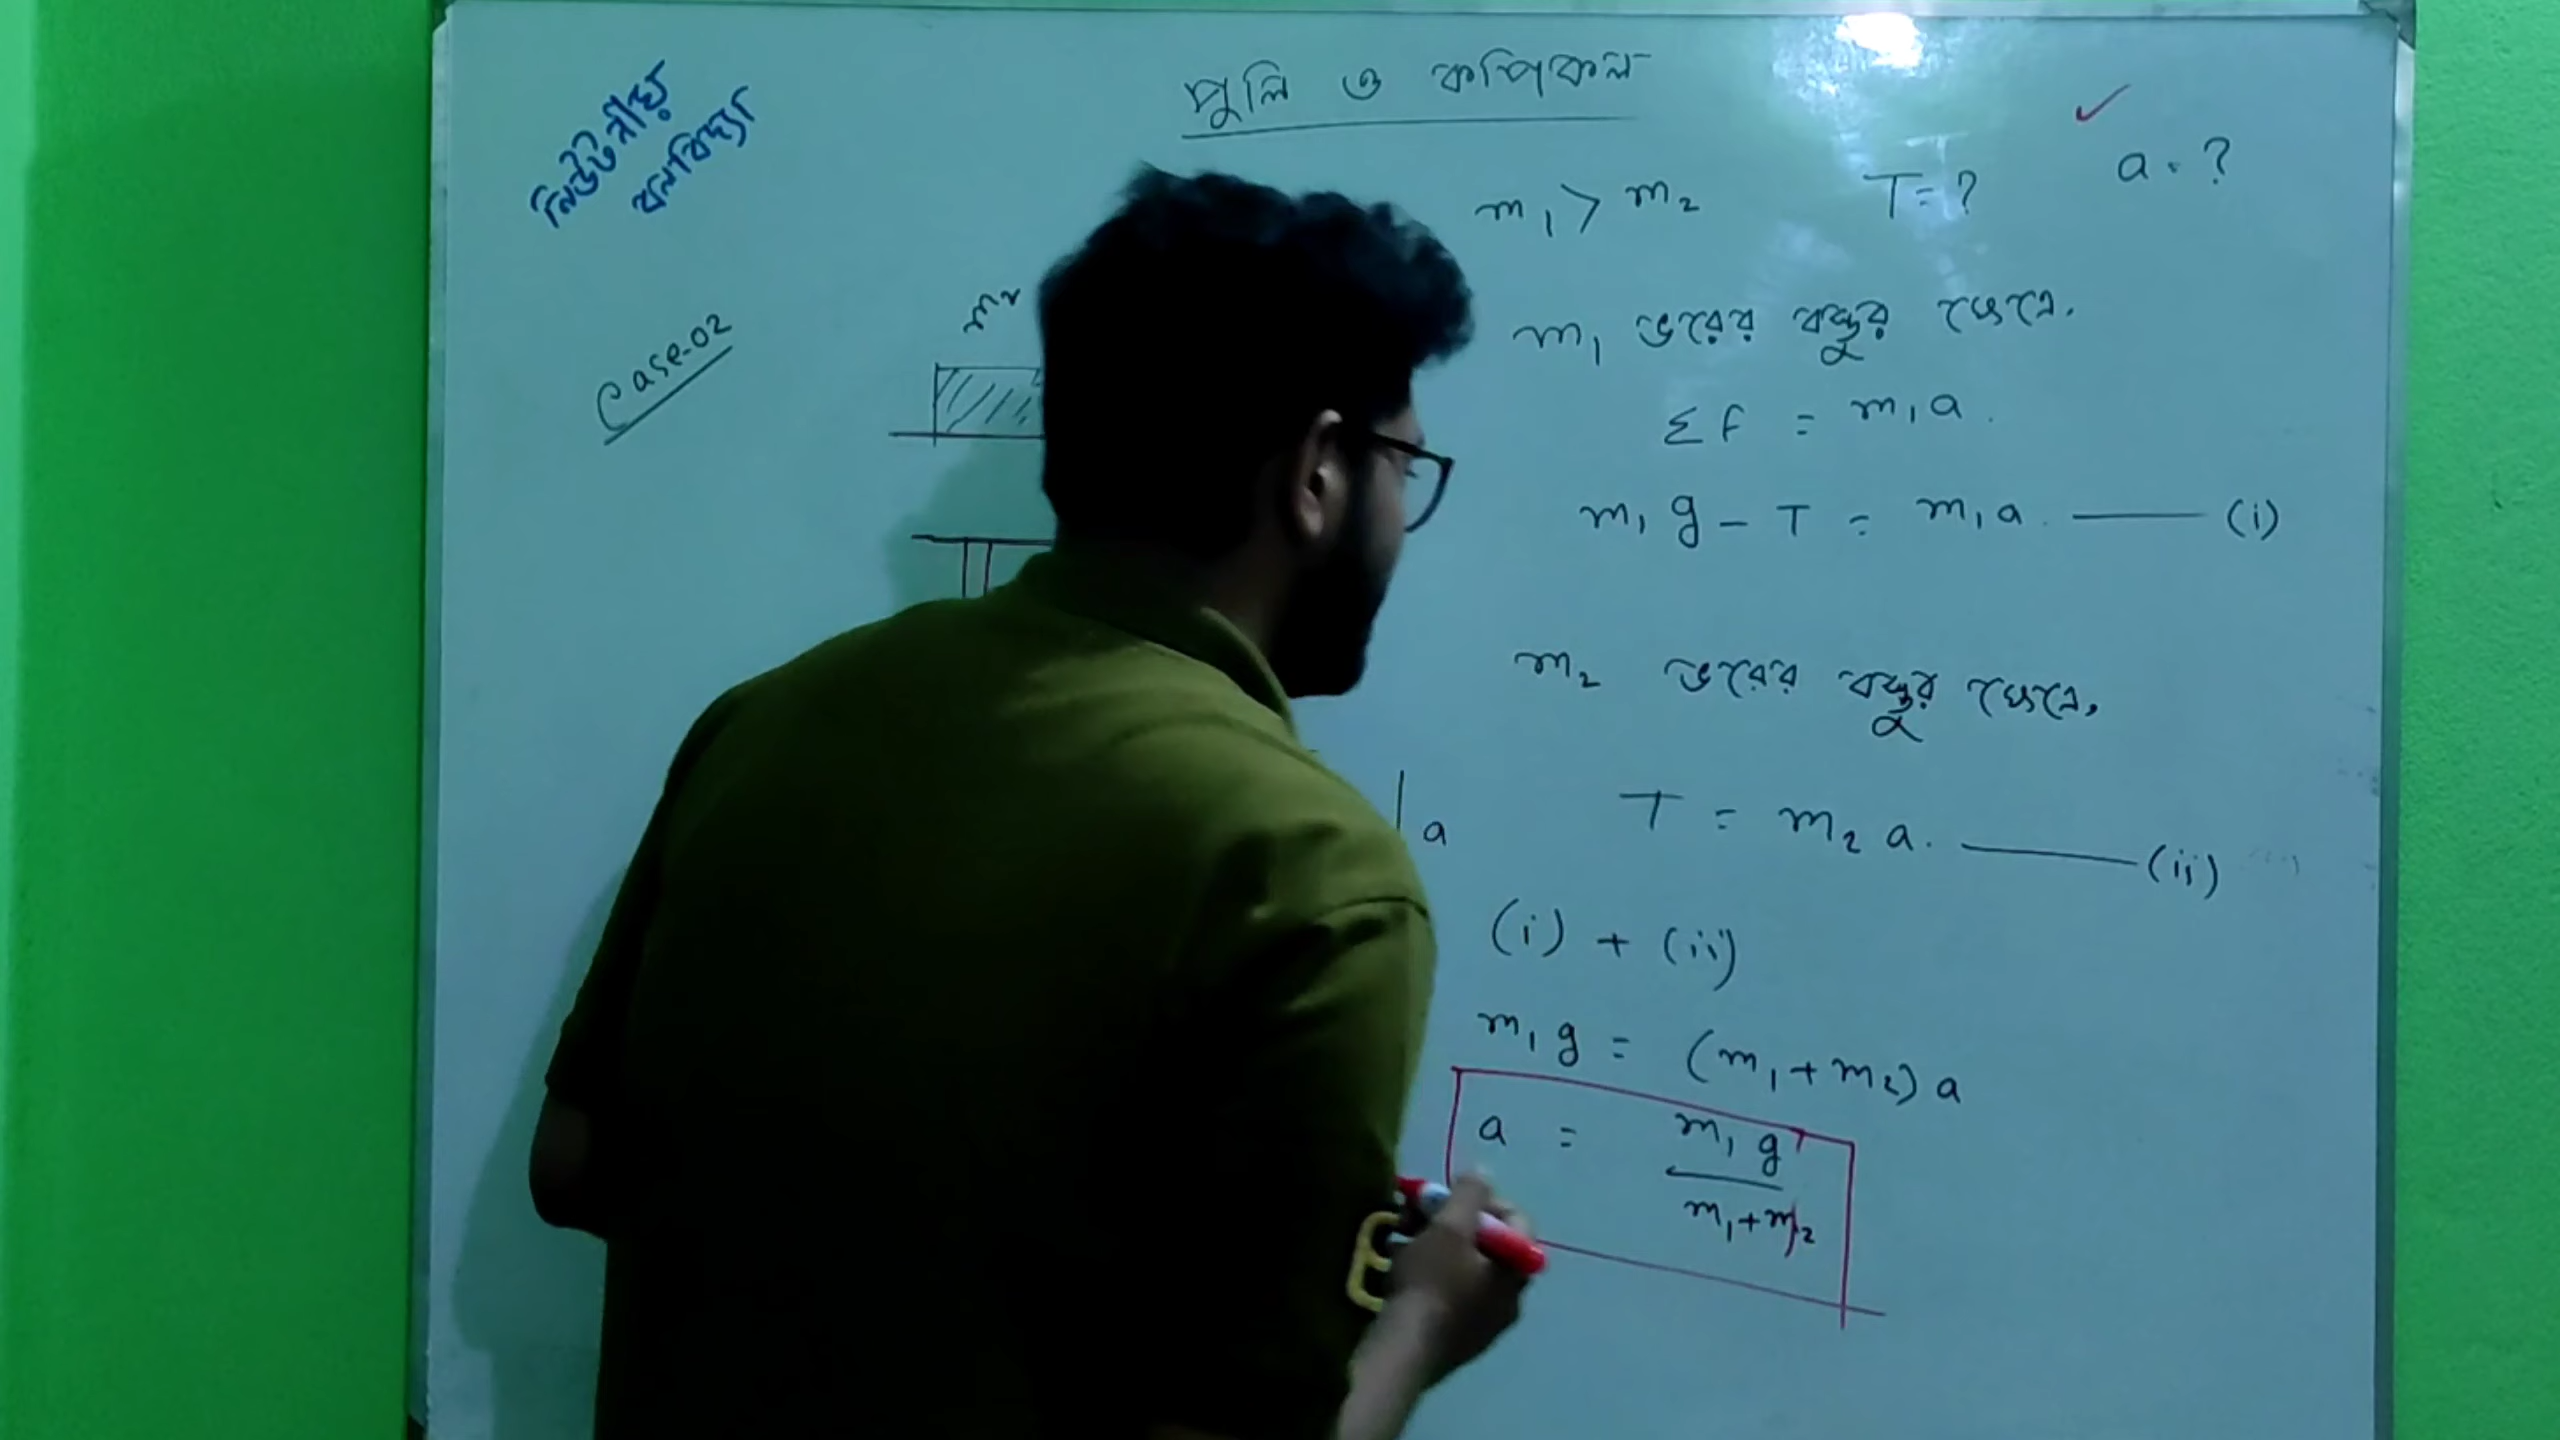 পুলি ও কপিকল
নিউটনীয়
বলবিদ্যা
m₁ > m₂ T = ? a = ?
Case-02
m₂
m₁ ভরের বস্তুর ক্ষেত্রে,
ΣF = m₁a
m₁g - T = m₁a —— (i)
m₂ ভরের বস্তুর ক্ষেত্রে,
a
T = m₂a. —— (ii)
(i) + (ii)
m₁g = (m₁+m₂)a
a = m₁g / m₁+m₂